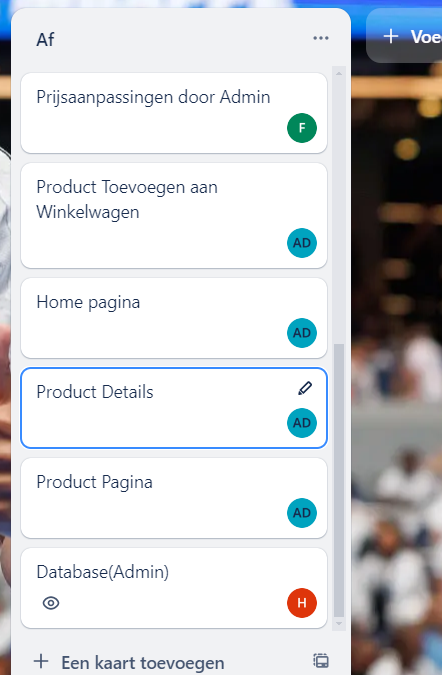 Af
Prijsaanpassingen door Admin
F
Product Toevoegen aan
Winkelwagen
AD
Home pagina
AD
Product Details
AD
Product Pagina
AD
Database(Admin)
H
+ Een kaart toevoegen
+ Voe